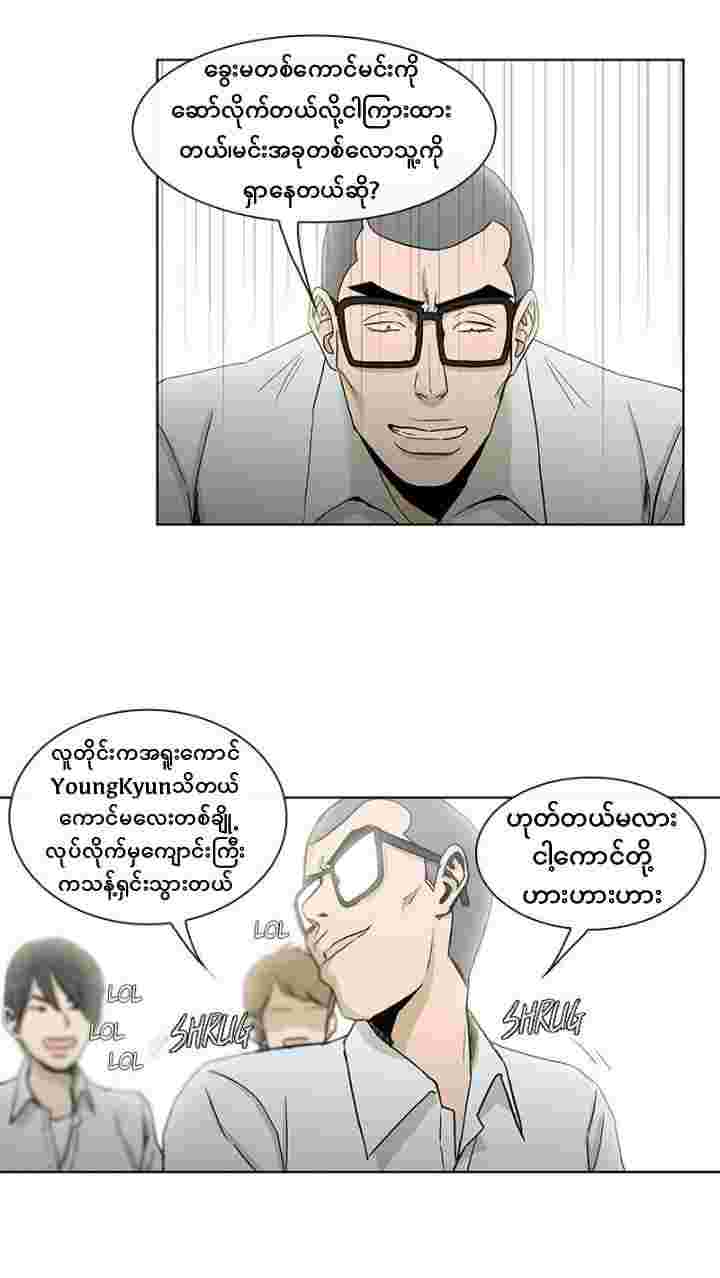 ခွေးမတစ်ကောင်မင်းကို
ဆော်လိုက်တယ်လို့ငါကြားထား
တယ်၊မင်းအခုတစ်လောသူ့ကို
ရှာနေတယ်ဆို?
လူတိုင်းကအရူးကောင်
YoungKyunသိတယ်
ကောင်မလေးတစ်ချို့
လုပ်လိုက်မှကျောင်းကြီး
ကသန့်ရှင်းသွားတယ်
ဟုတ်တယ်မလား
ငါ့ကောင်တို့
ဟားဟားဟား
LOL
LOL
LOL
LOL
SHRUG
SHRUG